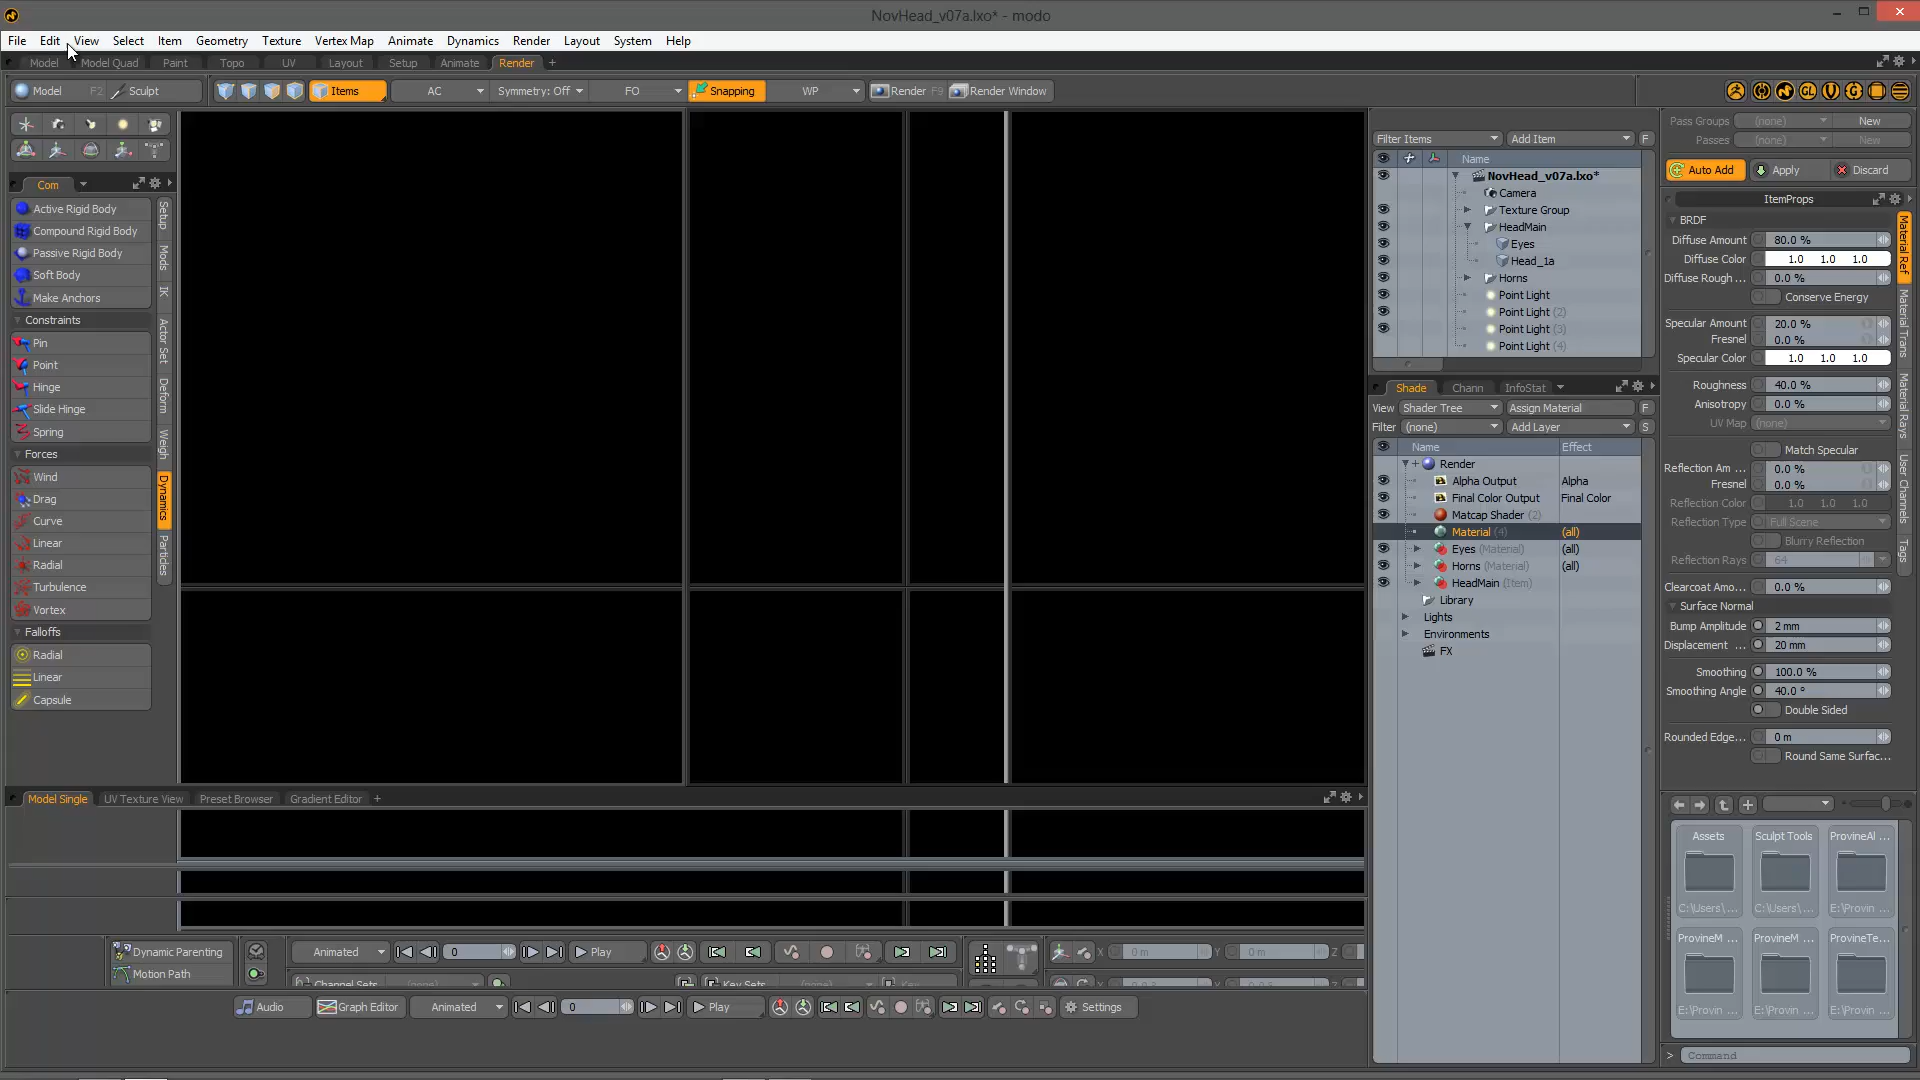 NovHead_v07a.lxo* - modo
File Edit View Select Item Geometry Texture Vertex Map Animate Dynamics Render Layout System Help
Model Model Quad Paint Topo UV Layout Setup Animate Render +
Model F2 Sculpt Items AC Symmetry: Off FO Snapping WP Render F9 Render Window
Pass Groups (none) New
Passes (none) New
Auto Add Apply Discard
Filter Items Add Item F
Name
NovHead_v07a.lxo*
Camera
Texture Group
HeadMain
Eyes
Head_1a
Horns
Point Light
Point Light (2)
Point Light (3)
Point Light (4)
Com
Active Rigid Body
Compound Rigid Body
Passive Rigid Body
Soft Body
Make Anchors
Constraints
Pin
Point
Hinge
Slide Hinge
Spring
Forces
Wind
Drag
Curve
Linear
Radial
Turbulence
Vortex
Falloffs
Radial
Linear
Capsule
Setup
Mods
IK
Actor Set
Deform
Weigh
Dynamics
Particles
Shade Chann InfoStat
View Shader Tree Assign Material F
Filter (none) Add Layer S
Name Effect
Render
Alpha Output Alpha
Final Color Output Final Color
Matcap Shader (2)
Material (4) (all)
Eyes (Material) (all)
Horns (Material) (all)
HeadMain (Item)
Library
Lights
Environments
FX
ItemProps
BRDF
Diffuse Amount 80.0 %
Diffuse Color 1.0 1.0 1.0
Diffuse Rough ... 0.0 %
Conserve Energy
Specular Amount 20.0 %
Fresnel 0.0 %
Specular Color 1.0 1.0 1.0
Roughness 40.0 %
Anisotropy 0.0 %
UV Map (none)
Match Specular
Reflection Am ... 0.0 %
Fresnel 0.0 %
Reflection Color 1.0 1.0 1.0
Reflection Type Full Scene
Blurry Reflection
Reflection Rays 64
Clearcoat Amo... 0.0 %
Surface Normal
Bump Amplitude 2 mm
Displacement ... 20 mm
Smoothing 100.0 %
Smoothing Angle 40.0 °
Double Sided
Rounded Edge... 0 m
Round Same Surfac...
Material Ref
Material Trans
Material Rays
User Channels
Tags
Model Single UV Texture View Preset Browser Gradient Editor +
Assets Sculpt Tools ProvineAl ...
C:\Users\ ... C:\Users\ ... E:\Provin ...
ProvineM ... ProvineM ... ProvineTe...
E:\Provin ... E:\Provin ... E:\Provin ...
Dynamic Parenting
Motion Path
Animated 0 Play X 0 m Y 0 m Z
Channel Sets (none) Key Sets (none) Key
Audio Graph Editor Animated 0 Play Settings
> Command